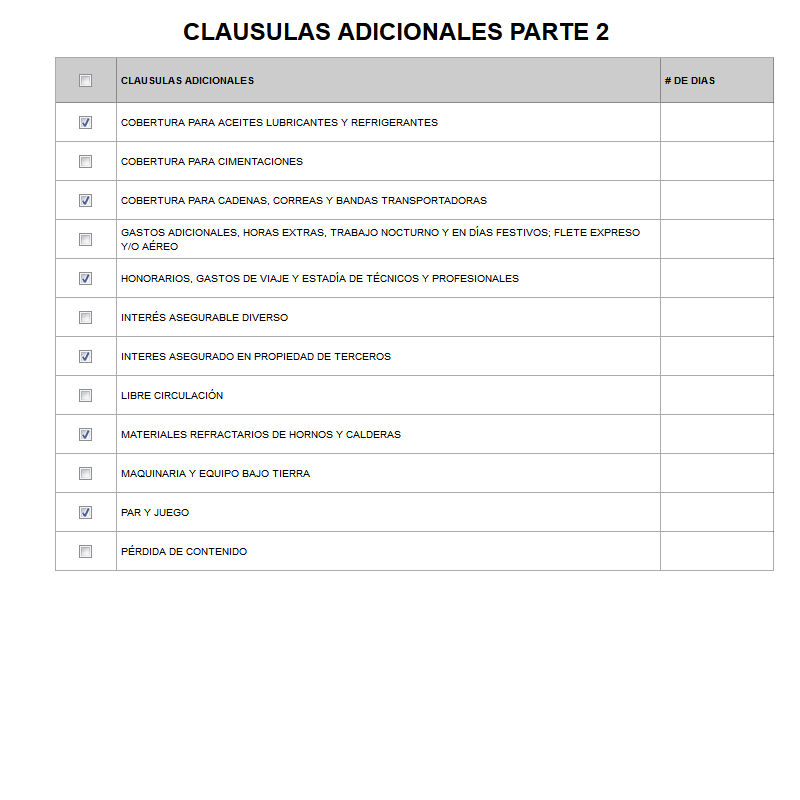 CLAUSULAS ADICIONALES PARTE 2
CLAUSULAS ADICIONALES # DE DIAS
COBERTURA PARA ACEITES LUBRICANTES Y REFRIGERANTES
COBERTURA PARA CIMENTACIONES
COBERTURA PARA CADENAS, CORREAS Y BANDAS TRANSPORTADORAS
GASTOS ADICIONALES, HORAS EXTRAS, TRABAJO NOCTURNO Y EN DÍAS FESTIVOS; FLETE EXPRESO
Y/O AÉREO
HONORARIOS, GASTOS DE VIAJE Y ESTADÍA DE TÉCNICOS Y PROFESIONALES
INTERÉS ASEGURABLE DIVERSO
INTERES ASEGURADO EN PROPIEDAD DE TERCEROS
LIBRE CIRCULACIÓN
MATERIALES REFRACTARIOS DE HORNOS Y CALDERAS
MAQUINARIA Y EQUIPO BAJO TIERRA
PAR Y JUEGO
PÉRDIDA DE CONTENIDO